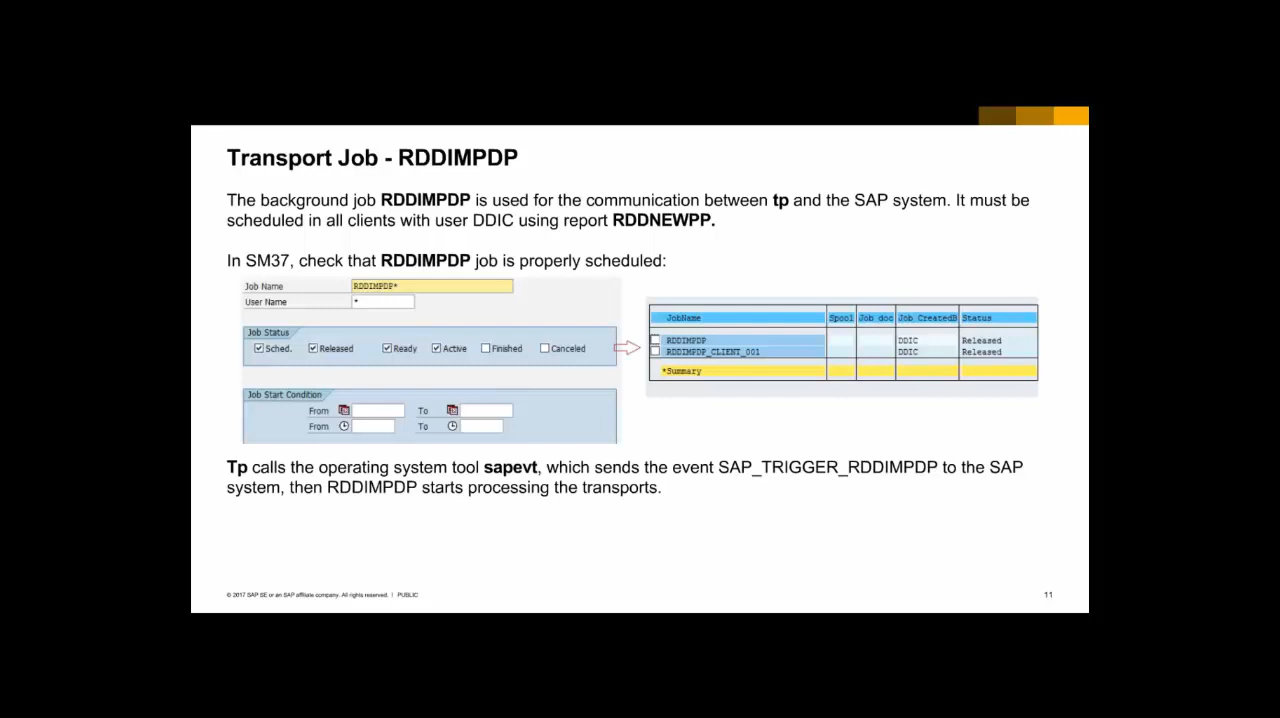 Transport Job - RDDIMPDP
The background job RDDIMPDP is used for the communication between tp and the SAP system. It must be
scheduled in all clients with user DDIC using report RDDNEWPP.
In SM37, check that RDDIMPDP job is properly scheduled:
Job Name RDDIMPDP*
User Name *
Job Status
Sched. Released Ready Active Finished Canceled
Job Start Condition
From To
From To
JobName Spool Job doc Job CreatedB Status
RDDIMPDP DDIC Released
RDDIMPDP_CLIENT_001 DDIC Released
*Summary
Tp calls the operating system tool sapevt, which sends the event SAP_TRIGGER_RDDIMPDP to the SAP
system, then RDDIMPDP starts processing the transports.
© 2017 SAP SE or an SAP affiliate company. All rights reserved. | PUBLIC 11